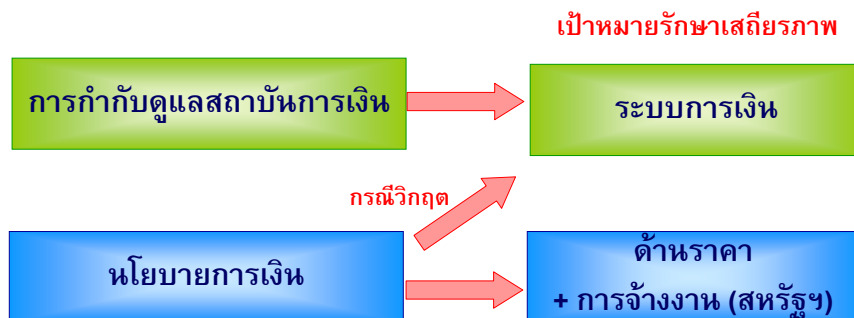 เป้าหมายรักษาเสถียรภาพ
การกำกับดูแลสถาบันการเงิน
ระบบการเงิน
กรณีวิกฤต
นโยบายการเงิน
ด้านราคา
+ การจ้างงาน (สหรัฐฯ)